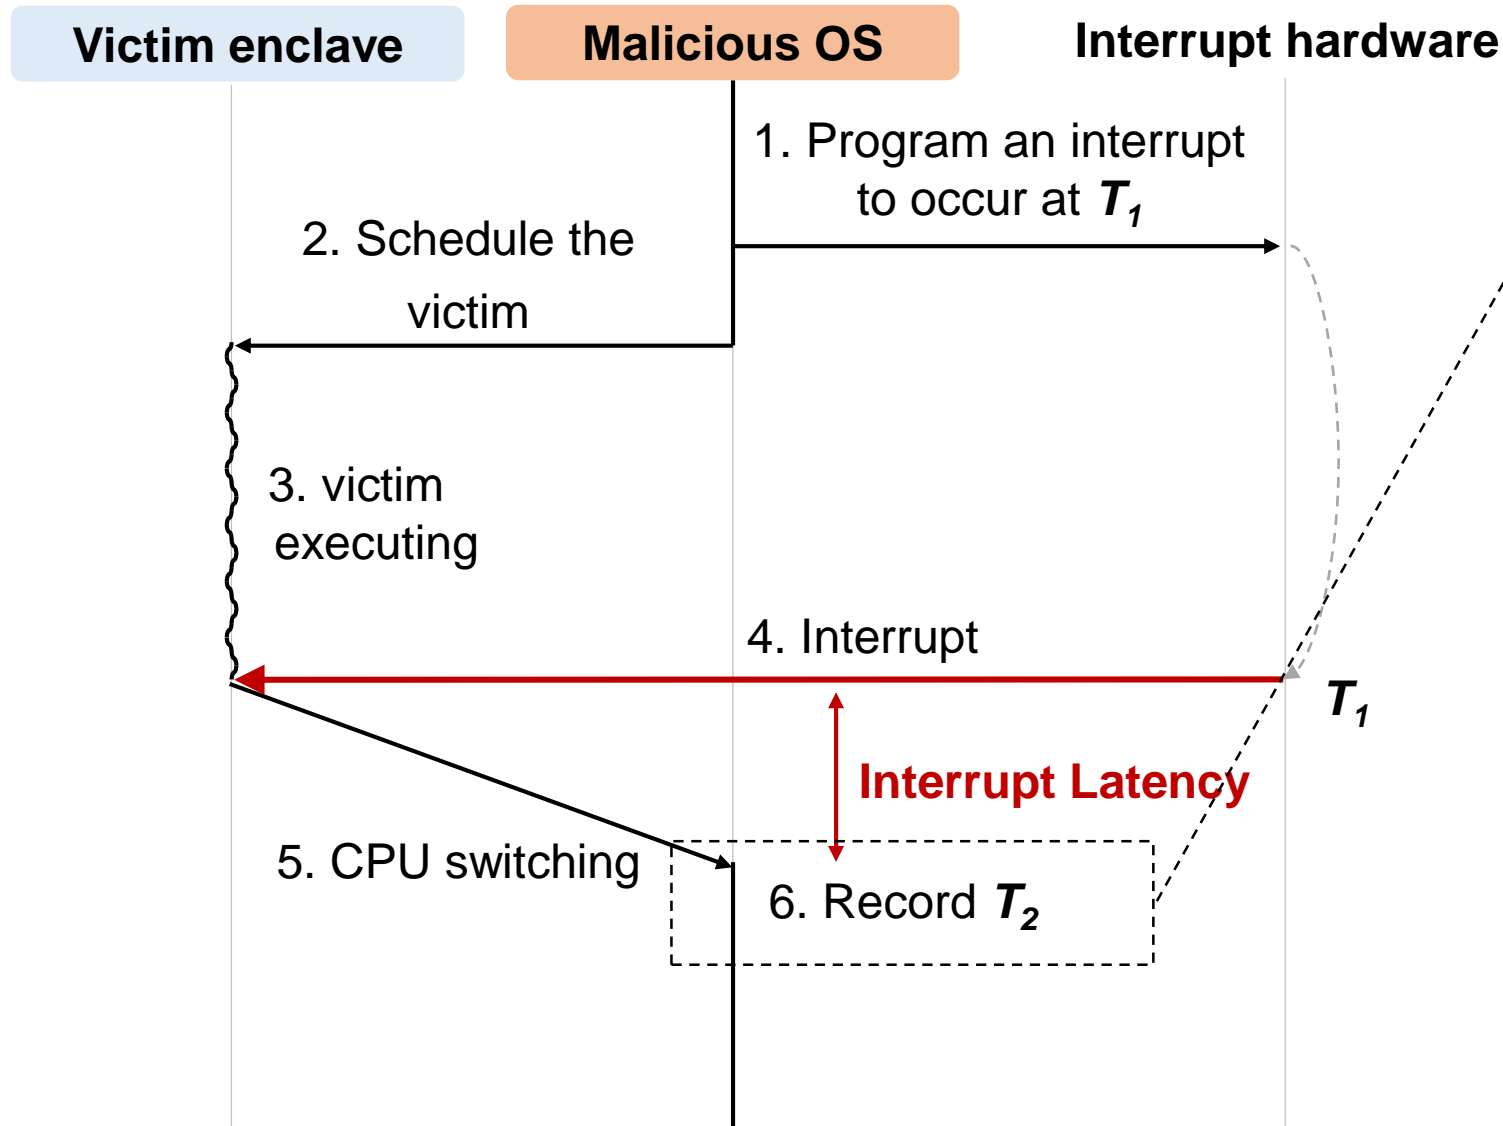 Victim enclave
Malicious OS
Interrupt hardware
1. Program an interrupt
to occur at T1
2. Schedule the
victim
3. victim
executing
4. Interrupt
T1
Interrupt Latency
5. CPU switching
6. Record T2